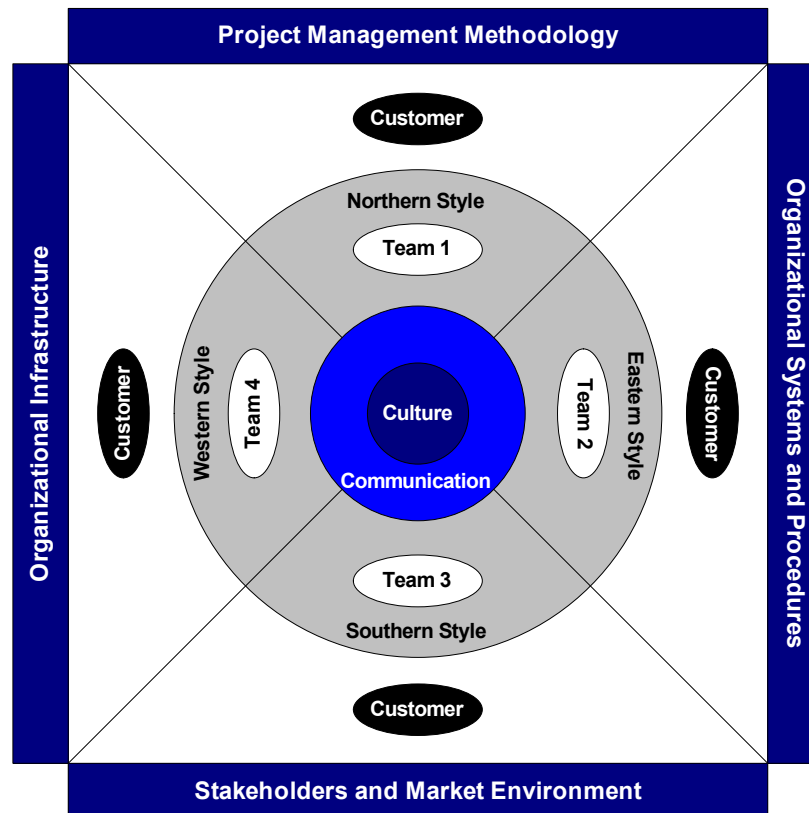 Project Management Methodology
Customer
Northern Style
Team 1
Organizational Infrastructure
Customer
Western Style
Team 4
Culture
Communication
Team 2
Eastern Style
Customer
Organizational Systems and Procedures
Team 3
Southern Style
Customer
Stakeholders and Market Environment